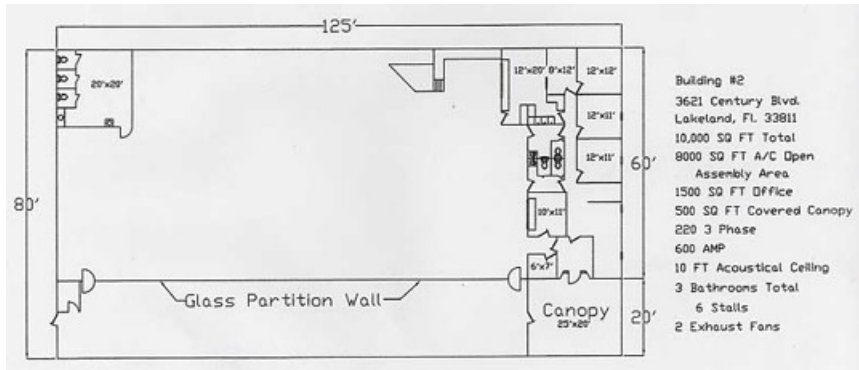 125'
20'x20'
12'x20' 8'x12' 12'x12'
12'x11'
12'x11'
10'x11'
6'x7'
80'
60'
20'
Glass Partition Wall
Canopy
25'x20'
Building #2
3621 Century Blvd.
Lakeland, Fl. 33811
10,000 SQ FT Total
8000 SQ FT A/C Open
Assembly Area
1500 SQ FT Office
500 SQ FT Covered Canopy
220 3 Phase
600 AMP
10 FT Acoustical Ceiling
3 Bathrooms Total
6 Stalls
2 Exhaust Fans